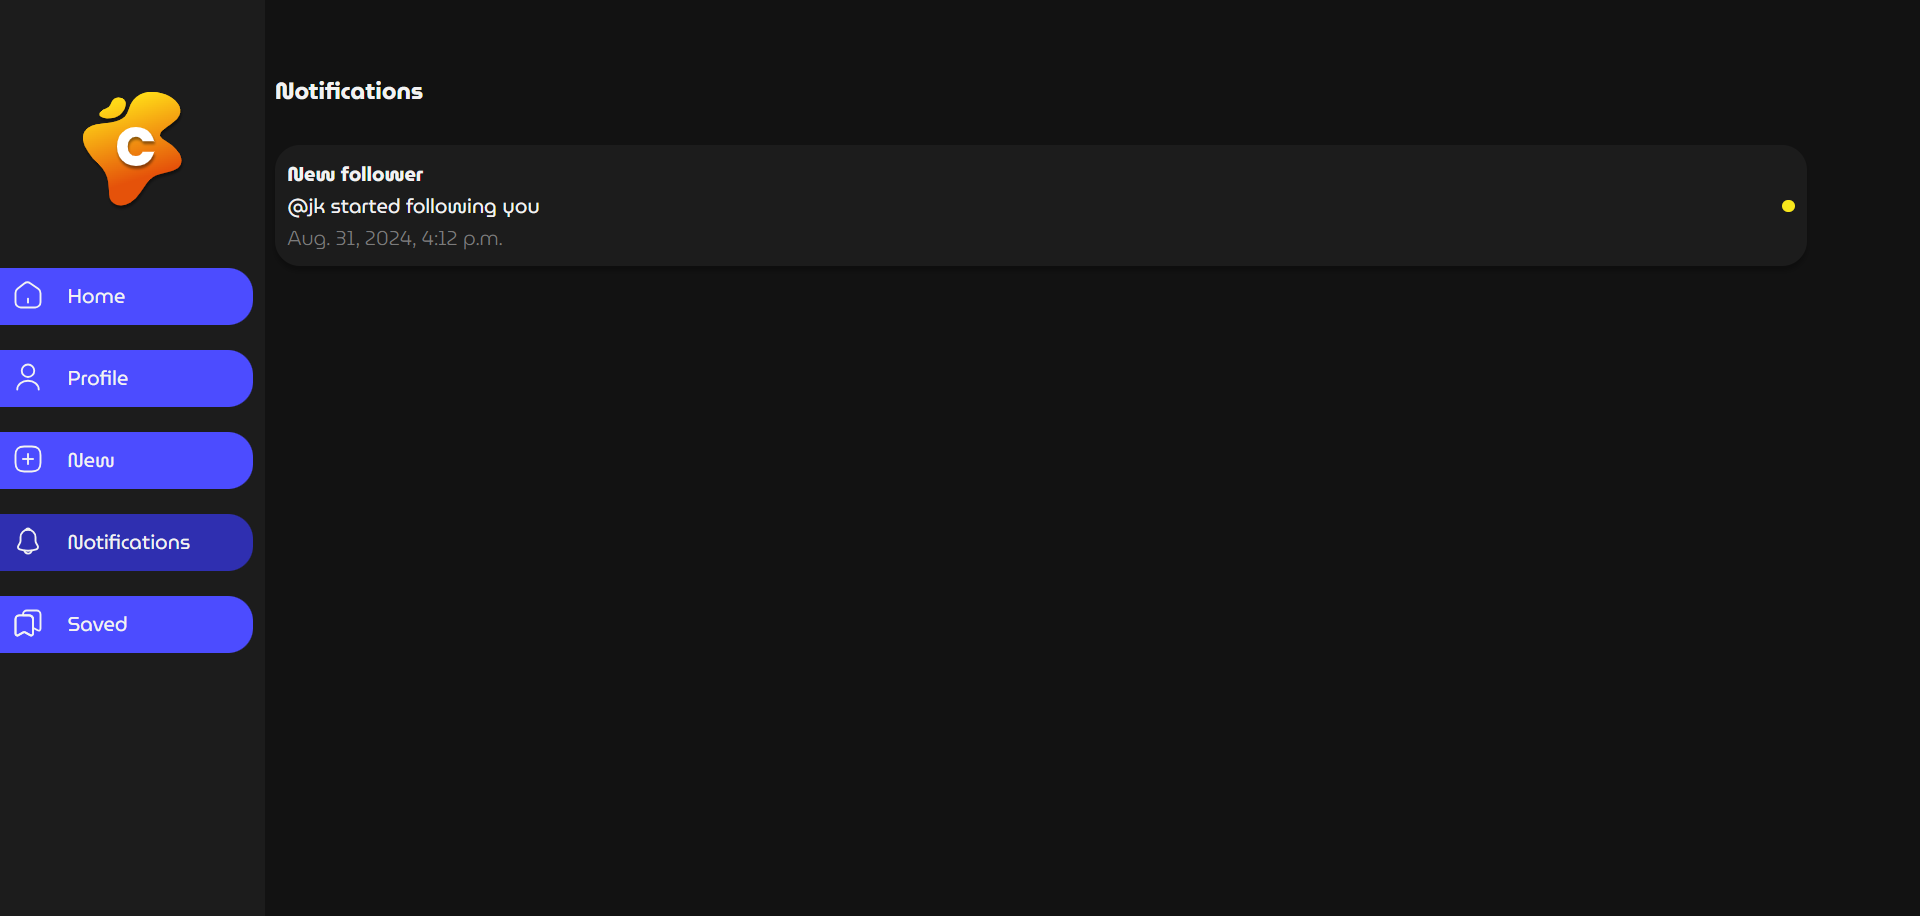 C
Home
Profile
New
Notifications
Saved
Notifications
New follower
@jk started following you
Aug. 31, 2024, 4:12 p.m.